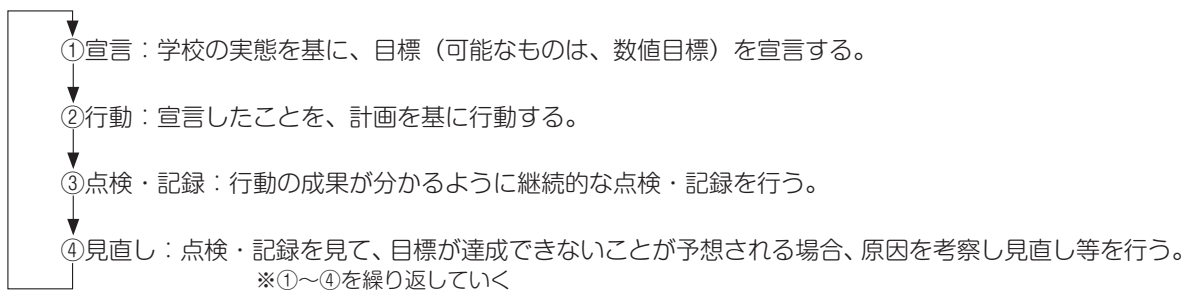 ①宣言：学校の実態を基に、目標（可能なものは、数値目標）を宣言する。
②行動：宣言したことを、計画を基に行動する。
③点検・記録：行動の成果が分かるように継続的な点検・記録を行う。
④見直し：点検・記録を見て、目標が達成できないことが予想される場合、原因を考察し見直し等を行う。
※①～④を繰り返していく